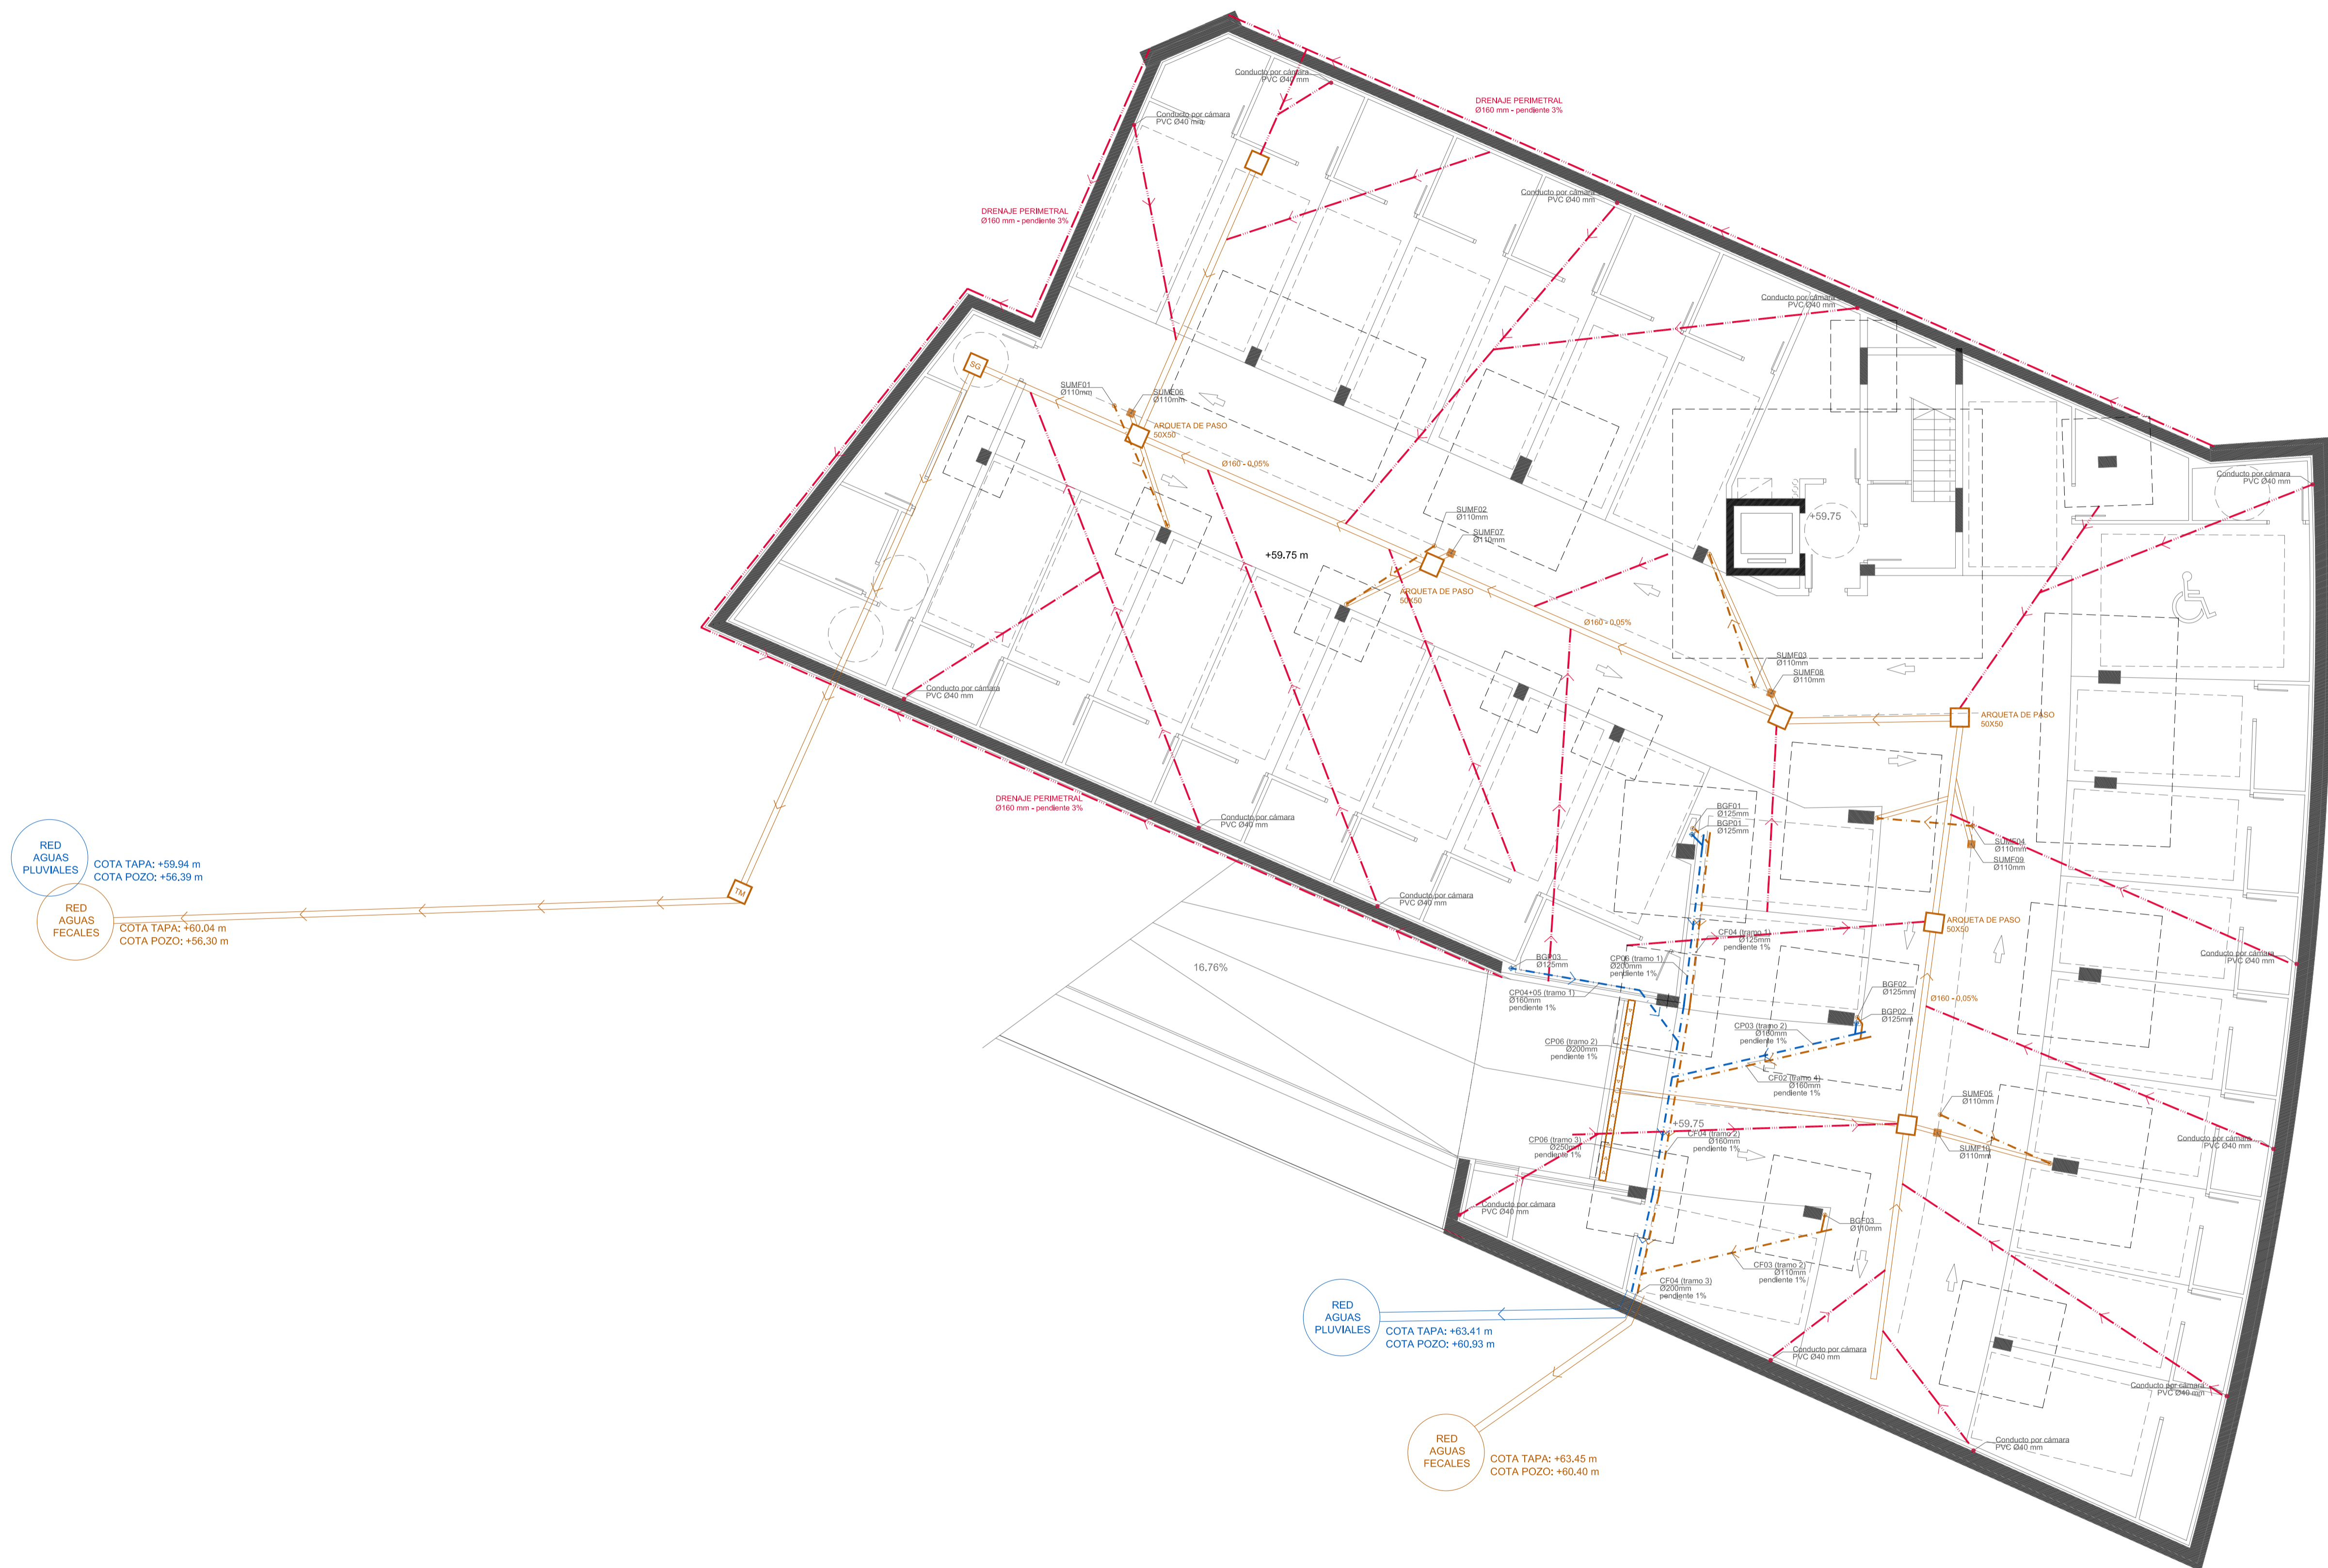 Conducto por cámara
PVC Ø40 mm
DRENAJE PERIMETRAL
Ø160 mm - pendiente 3%
Conducto por cámara
PVC Ø40 mm
Conducto por cámara
PVC Ø40 mm
DRENAJE PERIMETRAL
Ø160 mm - pendiente 3%
Conducto por cámara
PVC Ø40 mm
SG
SUMF01
Ø110mm
SUMF06
Ø110mm
ARQUETA DE PASO
50X50
Ø160 - 0,05%
Conducto por cámara
PVC Ø40 mm
SUMF02
Ø110mm
+59.75
SUMF07
Ø110mm
+59.75 m
ARQUETA DE PASO
50X50
Ø160 - 0,05%
SUMF03
Ø110mm
SUMF08
Ø110mm
Conducto por cámara
PVC Ø40 mm
ARQUETA DE PASO
50X50
DRENAJE PERIMETRAL
Ø160 mm - pendiente 3%
Conducto por cámara
PVC Ø40 mm
BGF01
Ø125mm
BGP01
Ø125mm
SUMF04
Ø110mm
SUMF09
Ø110mm
RED
AGUAS
PLUVIALES
COTA TAPA: +59.94 m
COTA POZO: +56.39 m
TM
RED
AGUAS
FECALES
COTA TAPA: +60.04 m
COTA POZO: +56.30 m
Conducto por cámara
PVC Ø40 mm
ARQUETA DE PASO
50X50
CF04 (tramo 1)
Ø125mm
pendiente 1%
16.76%
BGP03
Ø125mm
CP06 (tramo 1)
Ø200mm
pendiente 1%
Conducto por cámara
PVC Ø40 mm
CP04+05 (tramo 1)
Ø160mm
pendiente 1%
BGF02
Ø125mm
Ø160 - 0,05%
BGP02
Ø125mm
CP03 (tramo 2)
Ø160mm
pendiente 1%
CP06 (tramo 2)
Ø200mm
pendiente 1%
CF02 (tramo 4)
Ø160mm
pendiente 1%
SUMF05
Ø110mm
+59.75
CF04 (tramo 2)
Ø160mm
pendiente 1%
CP06 (tramo 3)
Ø250mm
pendiente 1%
Conducto por cámara
PVC Ø40 mm
SUMF10
Ø110mm
Conducto por cámara
PVC Ø40 mm
BGF03
Ø110mm
CF03 (tramo 2)
Ø110mm
pendiente 1%
CF04 (tramo 3)
Ø200mm
pendiente 1%
RED
AGUAS
PLUVIALES
COTA TAPA: +63.41 m
COTA POZO: +60.93 m
Conducto por cámara
PVC Ø40 mm
Conducto por cámara
PVC Ø40 mm
RED
AGUAS
FECALES
COTA TAPA: +63.45 m
COTA POZO: +60.40 m
Conducto por cámara
PVC Ø40 mm